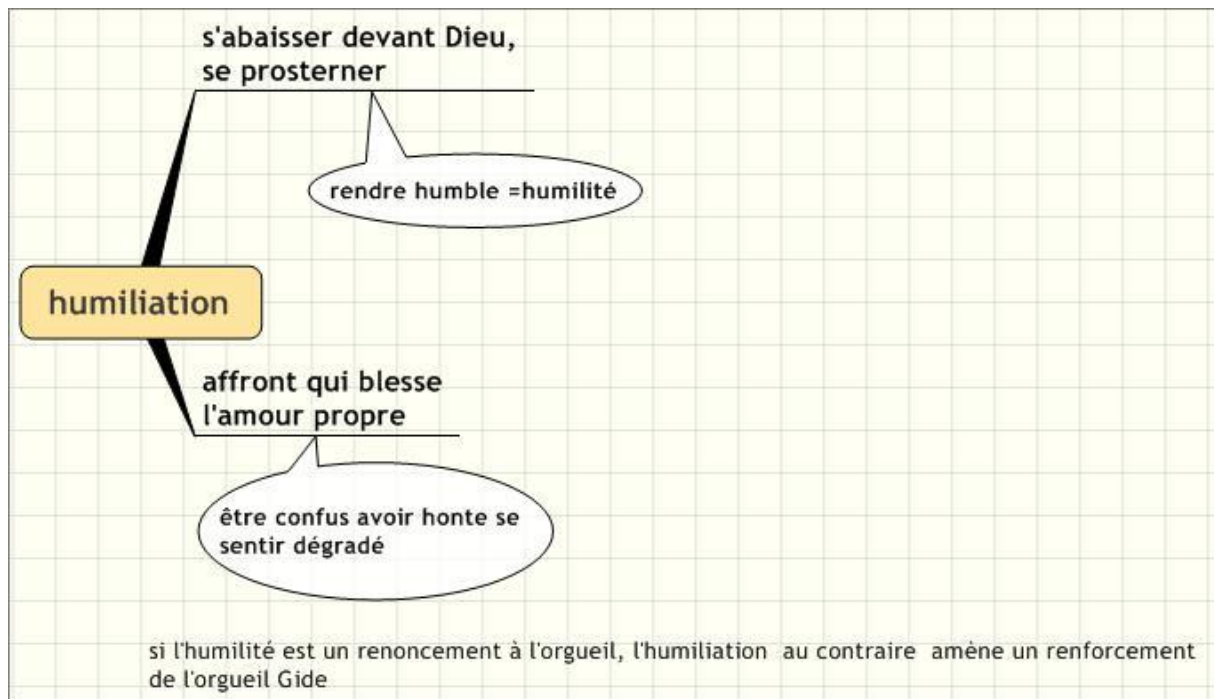 s'abaisser devant Dieu,
se prosterner
rendre humble =humilité
humiliation
affront qui blesse
l'amour propre
être confus avoir honte se
sentir dégradé
si l'humilité est un renoncement à l'orgueil, l'humiliation au contraire amène un renforcement
de l'orgueil Gide